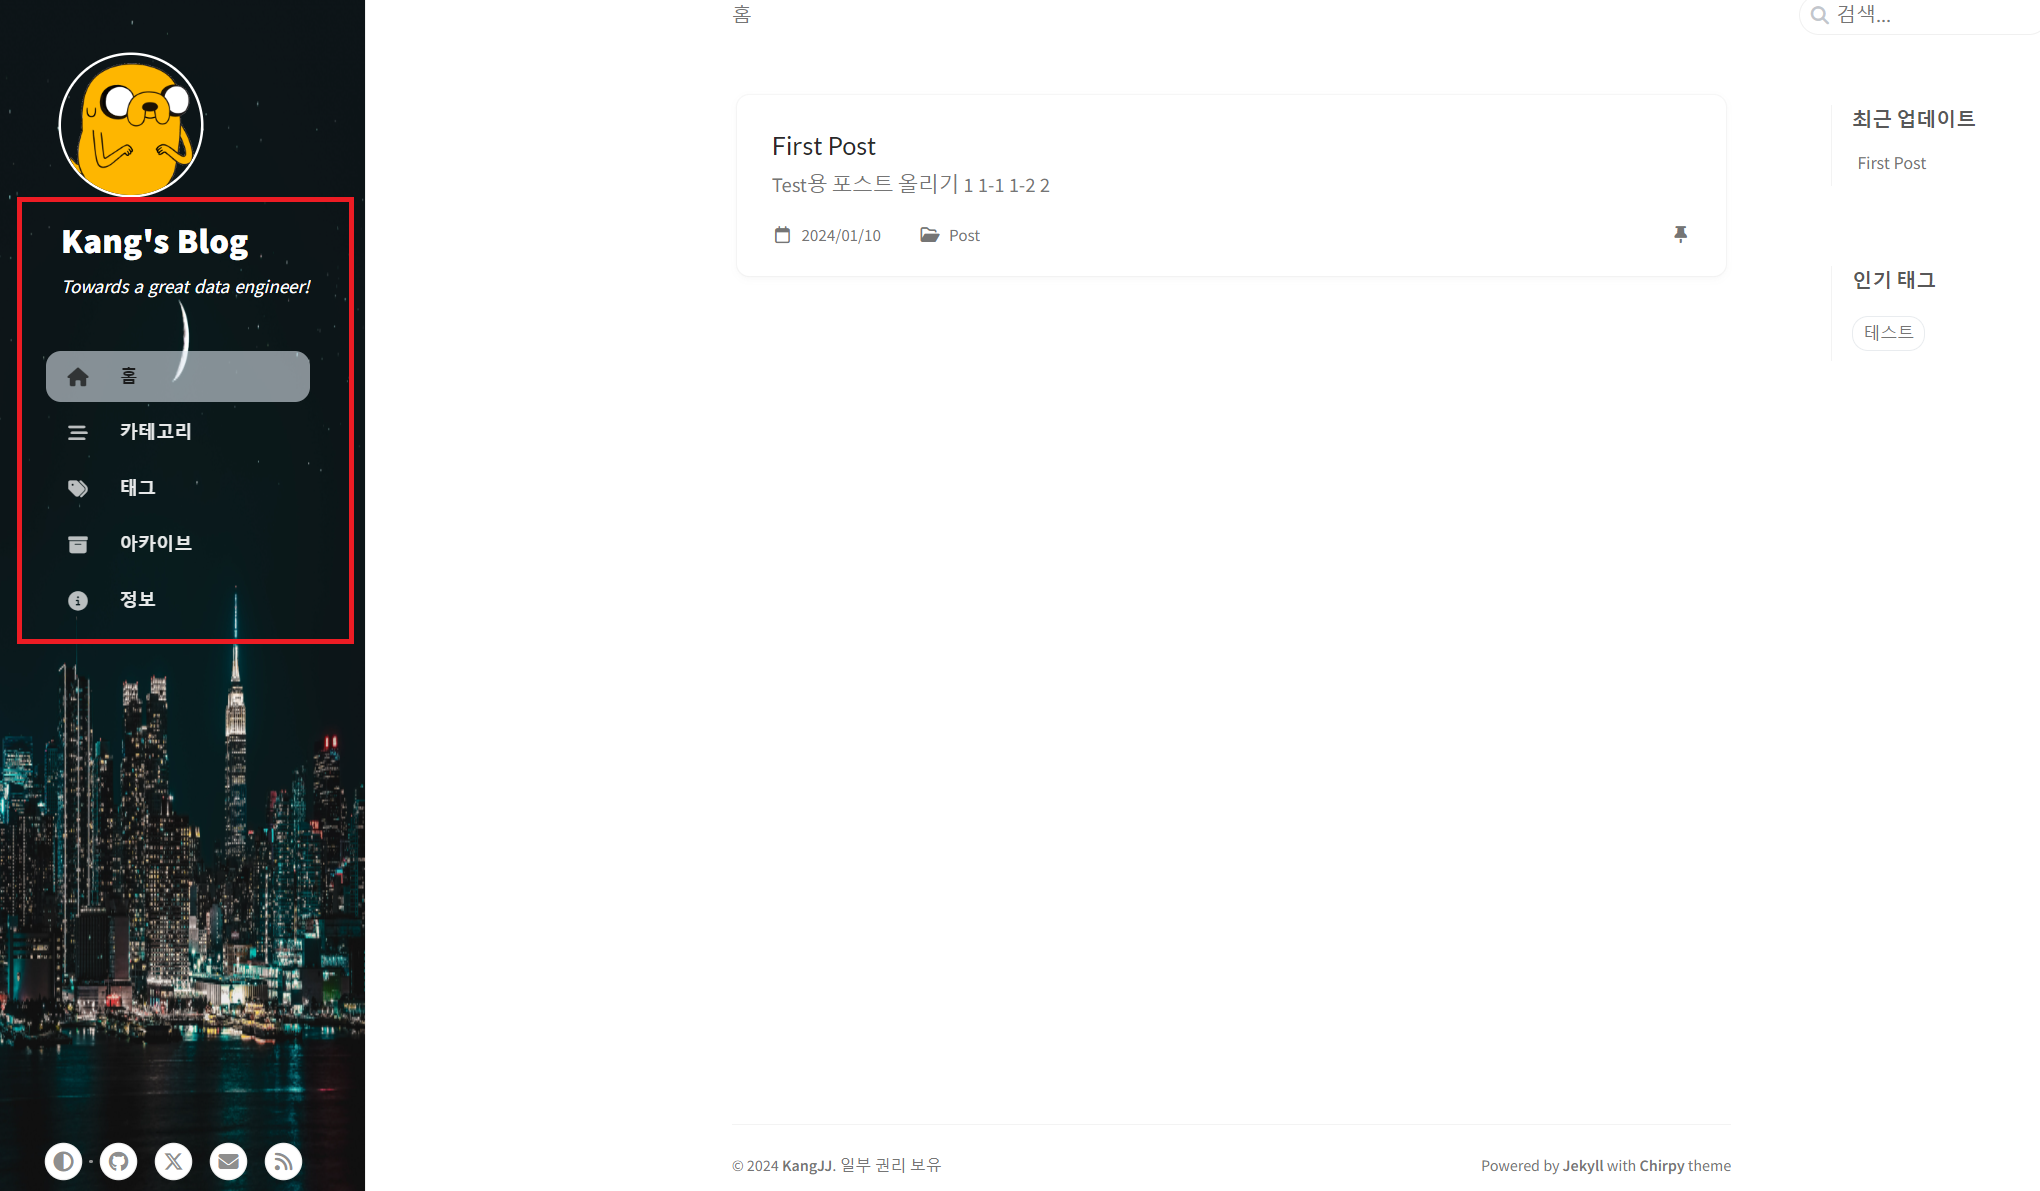 Kang's Blog
Towards a great data engineer!
홈
카테고리
태그
아카이브
정보
홈
검색...
First Post
Test용 포스트 올리기 1 1-1 1-2 2
2024/01/10 Post
최근 업데이트
First Post
인기 태그
테스트
© 2024 KangJJ. 일부 권리 보유
Powered by Jekyll with Chirpy theme